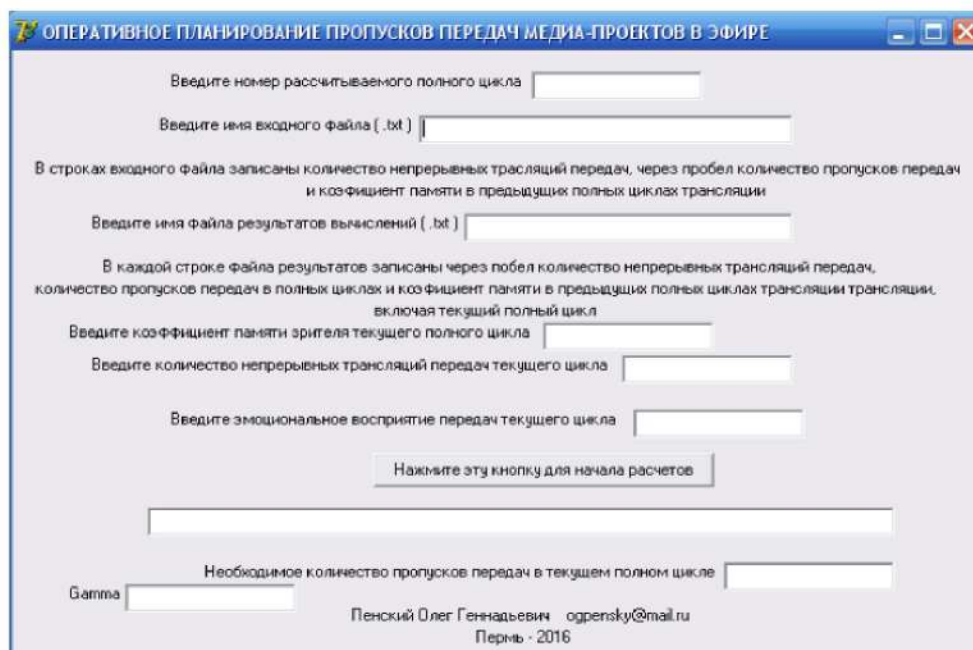 ОПЕРАТИВНОЕ ПЛАНИРОВАНИЕ ПРОПУСКОВ ПЕРЕДАЧ МЕДИА-ПРОЕКТОВ В ЭФИРЕ
Введите номер рассчитываемого полного цикла
Введите имя входного файла ( .txt )
В строках входного файла записаны количество непрерывных трасляций передач, через пробел количество пропусков передач
и коэфициент памяти в предыдущих полных циклах трансляции
Введите имя файла результатов вычислений ( .txt )
В каждой строке файла результатов записаны через побел количество непрерывных трансляций передач,
количество пропусков передач в полных циклах и коэфициент памяти в предыдущих полных циклах трансляции трансляции,
включая текущий полный цикл
Введите коэффициент памяти зрителя текущего полного цикла
Введите количество непрерывных трансляций передач текущего цикла
Введите эмоциональное восприятие передач текущего цикла
Нажмите эту кнопку для начала расчетов
Необходимое количество пропусков передач в текущем полном цикле
Gamma
Пенский Олег Геннадьевич ogpensky@mail.ru
Пермь - 2016